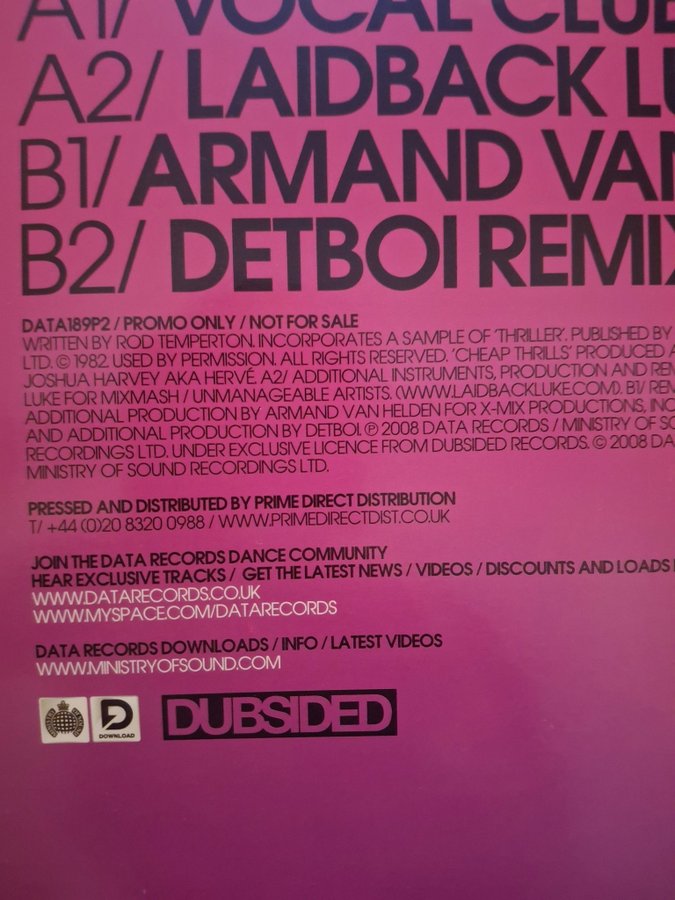 A1/ VOCAL CLUB
A2/ LAIDBACK LU
B1/ ARMAND VAN
B2/ DETBOI REMIX
DATA189P2 / PROMO ONLY / NOT FOR SALE
WRITTEN BY ROD TEMPERTON. INCORPORATES A SAMPLE OF 'THRILLER'. PUBLISHED BY
LTD. © 1982. USED BY PERMISSION. ALL RIGHTS RESERVED. 'CHEAP THRILLS' PRODUCED A
JOSHUA HARVEY AKA HERVÉ. A2/ ADDITIONAL INSTRUMENTS, PRODUCTION AND REM
LUKE FOR MIXMASH / UNMANAGEABLE ARTISTS. (WWW.LAIDBACKLUKE.COM). B1/ REM
ADDITIONAL PRODUCTION BY ARMAND VAN HELDEN FOR X-MIX PRODUCTIONS, INC
AND ADDITIONAL PRODUCTION BY DETBOI. ℗ 2008 DATA RECORDS / MINISTRY OF SO
RECORDINGS LTD. UNDER EXCLUSIVE LICENCE FROM DUBSIDED RECORDS. © 2008 DA
MINISTRY OF SOUND RECORDINGS LTD.
PRESSED AND DISTRIBUTED BY PRIME DIRECT DISTRIBUTION
T/ +44 (0)20 8320 0988 / WWW.PRIMEDIRECTDIST.CO.UK
JOIN THE DATA RECORDS DANCE COMMUNITY
HEAR EXCLUSIVE TRACKS / GET THE LATEST NEWS / VIDEOS / DISCOUNTS AND LOADS
WWW.DATARECORDS.CO.UK
WWW.MYSPACE.COM/DATARECORDS
DATA RECORDS DOWNLOADS / INFO / LATEST VIDEOS
WWW.MINISTRYOFSOUND.COM
DOWNLOAD
DUBSIDED